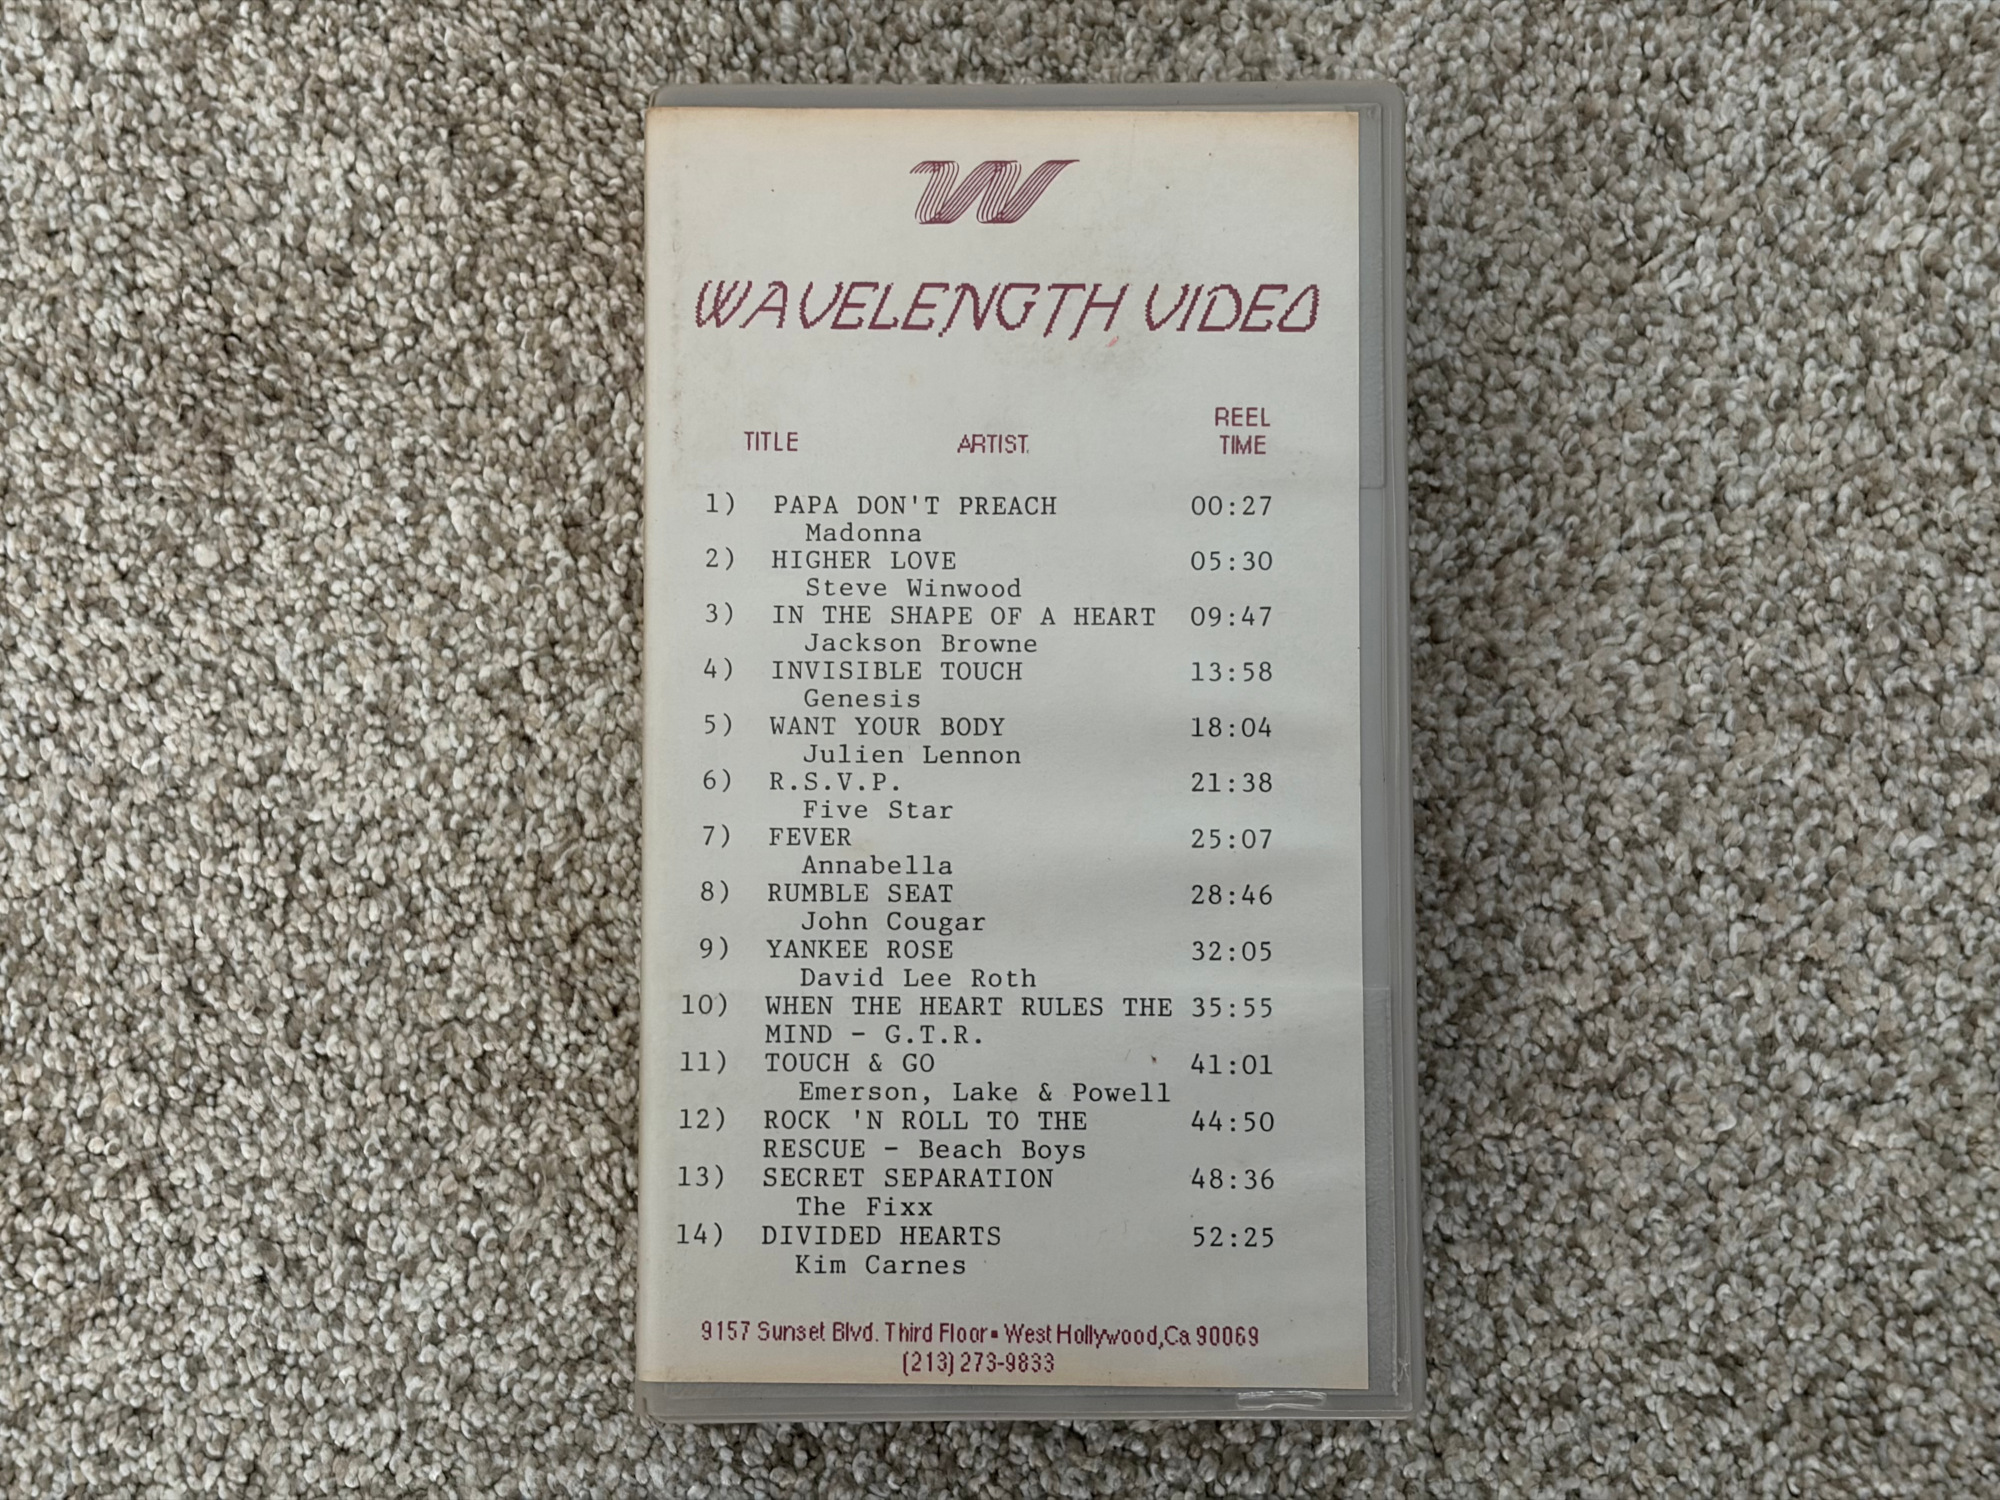 W
WAVELENGTH VIDEO
TITLE ARTIST REEL TIME
1) PAPA DON'T PREACH 00:27
Madonna
2) HIGHER LOVE 05:30
Steve Winwood
3) IN THE SHAPE OF A HEART 09:47
Jackson Browne
4) INVISIBLE TOUCH 13:58
Genesis
5) WANT YOUR BODY 18:04
Julien Lennon
6) R.S.V.P. 21:38
Five Star
7) FEVER 25:07
Annabella
8) RUMBLE SEAT 28:46
John Cougar
9) YANKEE ROSE 32:05
David Lee Roth
10) WHEN THE HEART RULES THE 35:55
MIND - G.T.R.
11) TOUCH & GO 41:01
Emerson, Lake & Powell
12) ROCK 'N ROLL TO THE 44:50
RESCUE - Beach Boys
13) SECRET SEPARATION 48:36
The Fixx
14) DIVIDED HEARTS 52:25
Kim Carnes
9157 Sunset Blvd. Third Floor▪West Hollywood,Ca 90069
(213) 273-9833